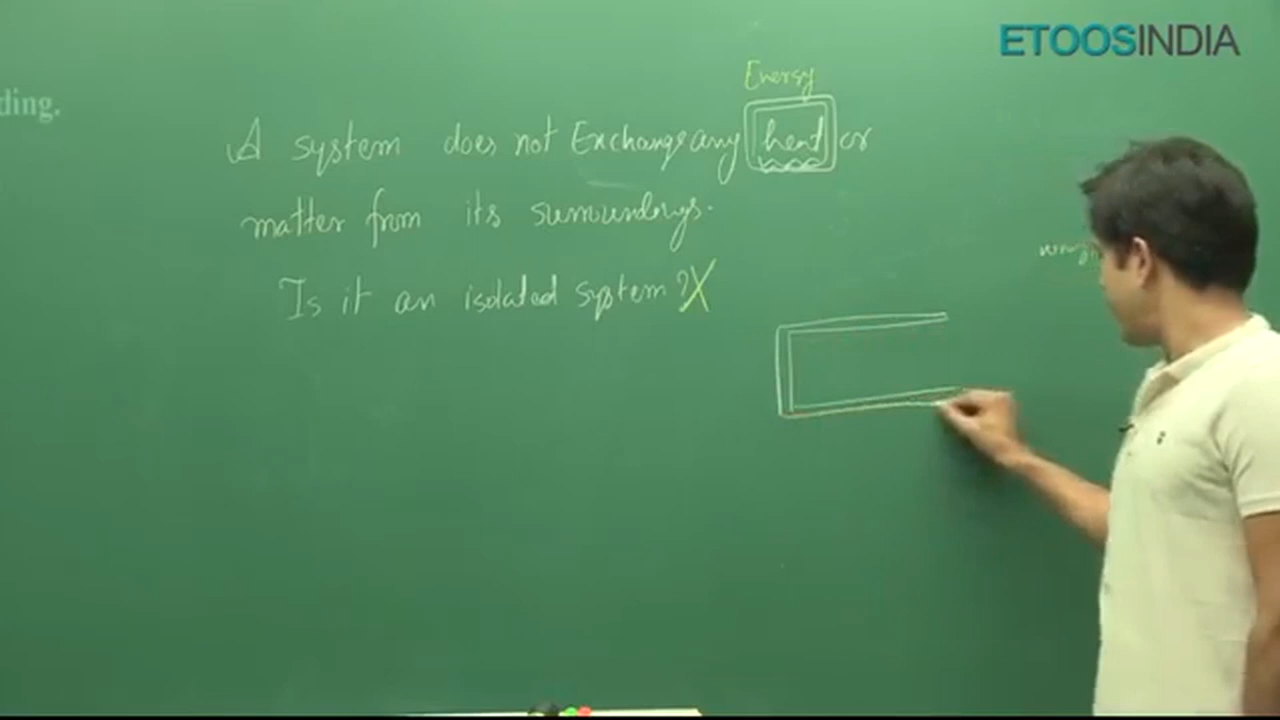 ETOOSINDIA
ding.
Energy
A system does not Exchange any heat or
matter from its surroundings.
Is it an isolated system ? X